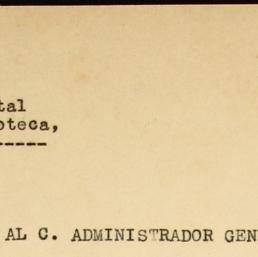 tal
oteca,
-----
AL C. ADMINISTRADOR GEN